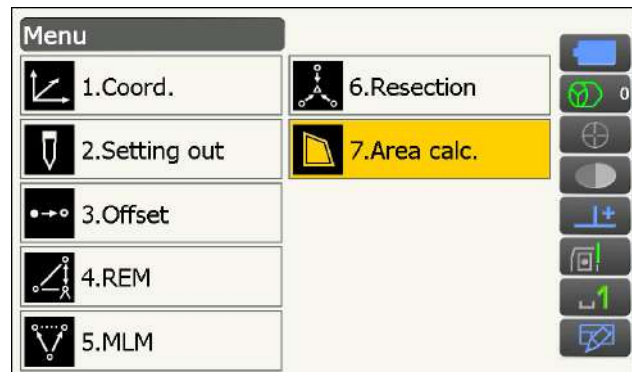 Menu
1.Coord.
2.Setting out
3.Offset
4.REM
5.MLM
6.Resection
7.Area calc.
0
1